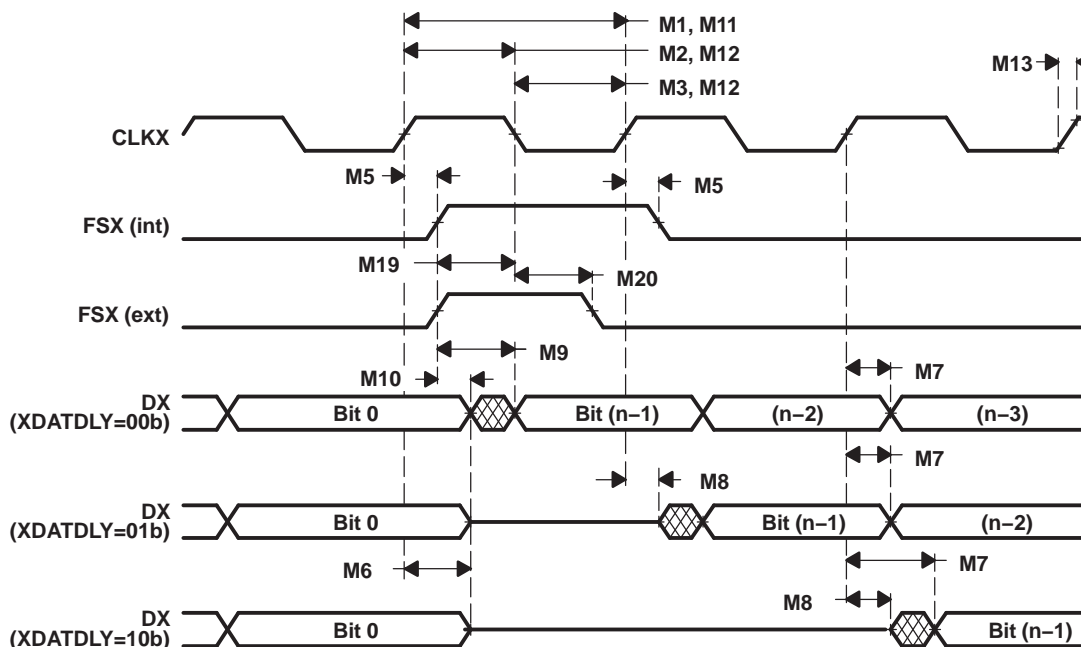 M1, M11
M2, M12
M13
M3, M12
CLKX
M5
M5
FSX (int)
M19
M20
FSX (ext)
M9
M10
M7
DX
(XDATDLY=00b)
Bit 0
Bit (n–1)
(n–2)
(n–3)
M7
M8
DX
(XDATDLY=01b)
Bit 0
Bit (n–1)
(n–2)
M6
M7
M8
DX
(XDATDLY=10b)
Bit 0
Bit (n–1)